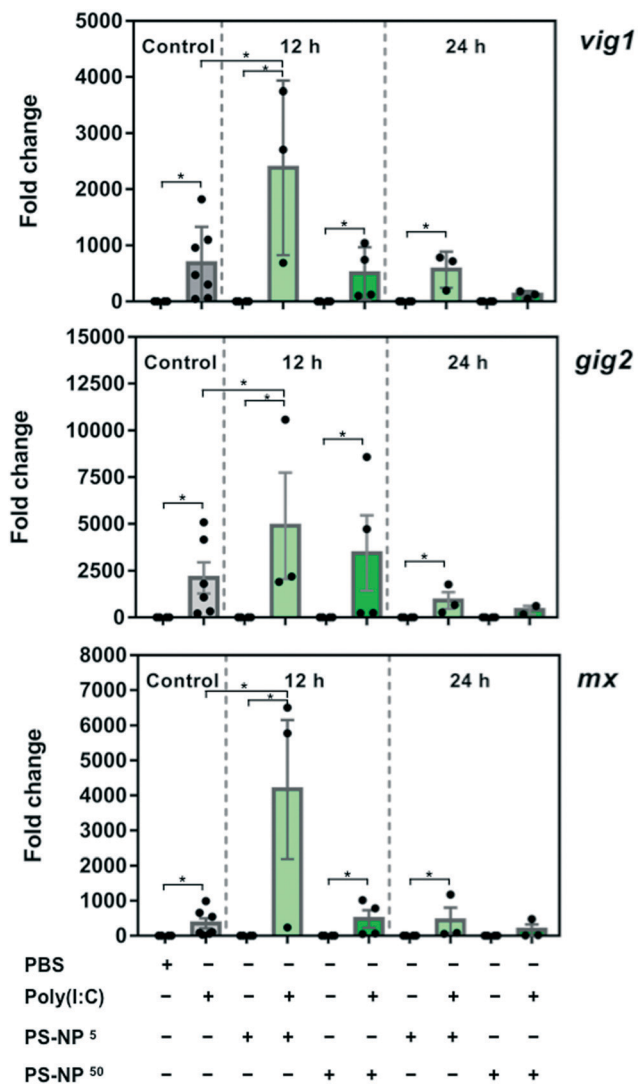 vig1
Control 12 h 24 h
Fold change
5000
4000
3000
2000
1000
0
* * * * *
gig2
Control 12 h 24 h
Fold change
15000
12500
10000
7500
5000
2500
0
* * * * *
mx
Control 12 h 24 h
Fold change
8000
7000
6000
5000
4000
3000
2000
1000
0
* * * * *
PBS + − − − − − − − − −
Poly(I:C) − + − + − + − + − +
PS-NP 5 − − + + − − + + − −
PS-NP 50 − − − − + + − − + +